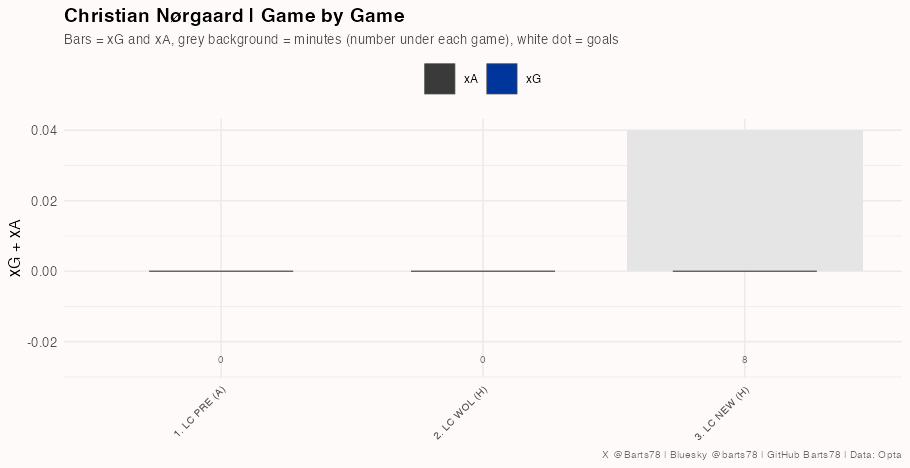 Christian Nørgaard | Game by Game
Bars = xG and xA, grey background = minutes (number under each game), white dot = goals
xA xG
xG + xA
0.04
0.02
0.00
-0.02
0 0 8
1. LC PRE (A) 2. LC WOL (H) 3. LC NEW (H)
X @Barts78 | Bluesky @barts78 | GitHub Barts78 | Data: Opta